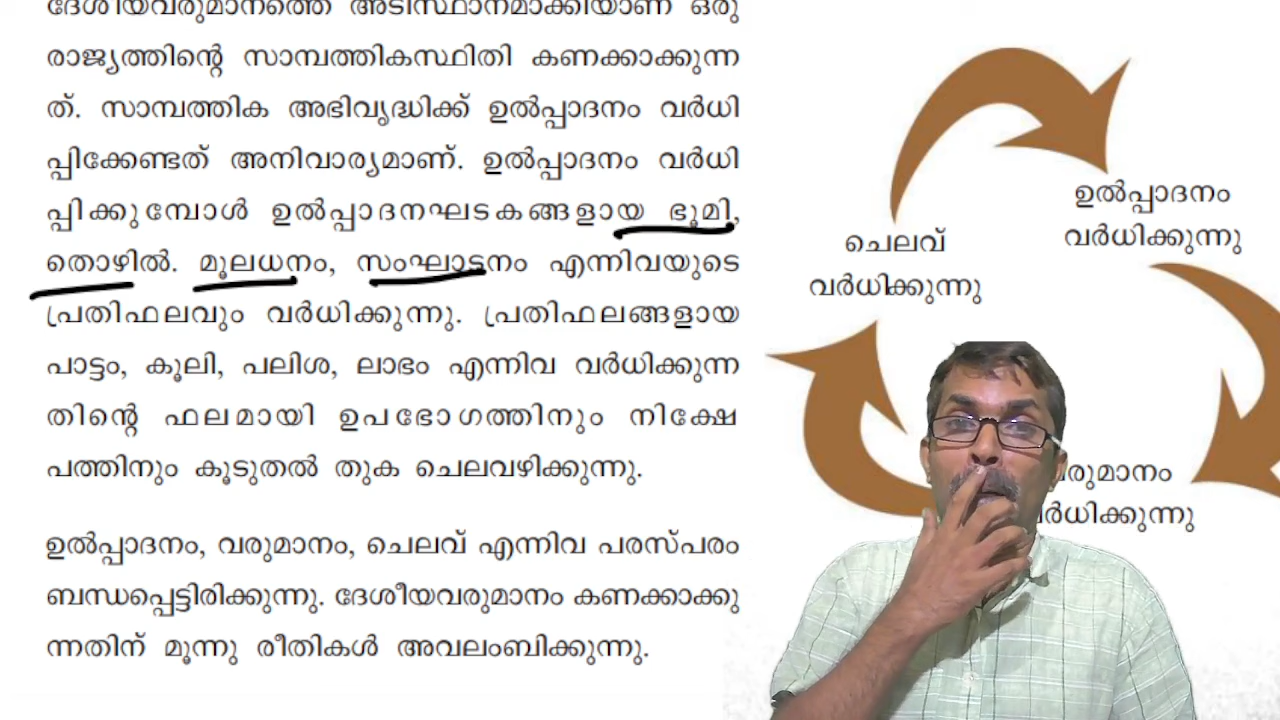 ദേശീയവരുമാനത്തെ അടിസ്ഥാനമാക്കിയാണ് ഒരു
രാജ്യത്തിന്റെ സാമ്പത്തികസ്ഥിതി കണക്കാക്കുന്ന
ത്. സാമ്പത്തിക അഭിവൃദ്ധിക്ക് ഉൽപ്പാദനം വർധി
പ്പിക്കേണ്ടത് അനിവാര്യമാണ്. ഉൽപ്പാദനം വർധി
പ്പിക്കുമ്പോൾ ഉൽപ്പാദനഘടകങ്ങളായ ഭൂമി,
തൊഴിൽ. മൂലധനം, സംഘാടനം എന്നിവയുടെ
പ്രതിഫലവും വർധിക്കുന്നു. പ്രതിഫലങ്ങളായ
പാട്ടം, കൂലി, പലിശ, ലാഭം എന്നിവ വർധിക്കുന്ന
തിന്റെ ഫലമായി ഉപഭോഗത്തിനും നിക്ഷേ
പത്തിനും കൂടുതൽ തുക ചെലവഴിക്കുന്നു.
ഉൽപ്പാദനം, വരുമാനം, ചെലവ് എന്നിവ പരസ്പരം
ബന്ധപ്പെട്ടിരിക്കുന്നു. ദേശീയവരുമാനം കണക്കാക്കു
ന്നതിന് മൂന്നു രീതികൾ അവലംബിക്കുന്നു.
ഉൽപ്പാദനം
വർധിക്കുന്നു
ചെലവ്
വർധിക്കുന്നു
വരുമാനം
വർധിക്കുന്നു